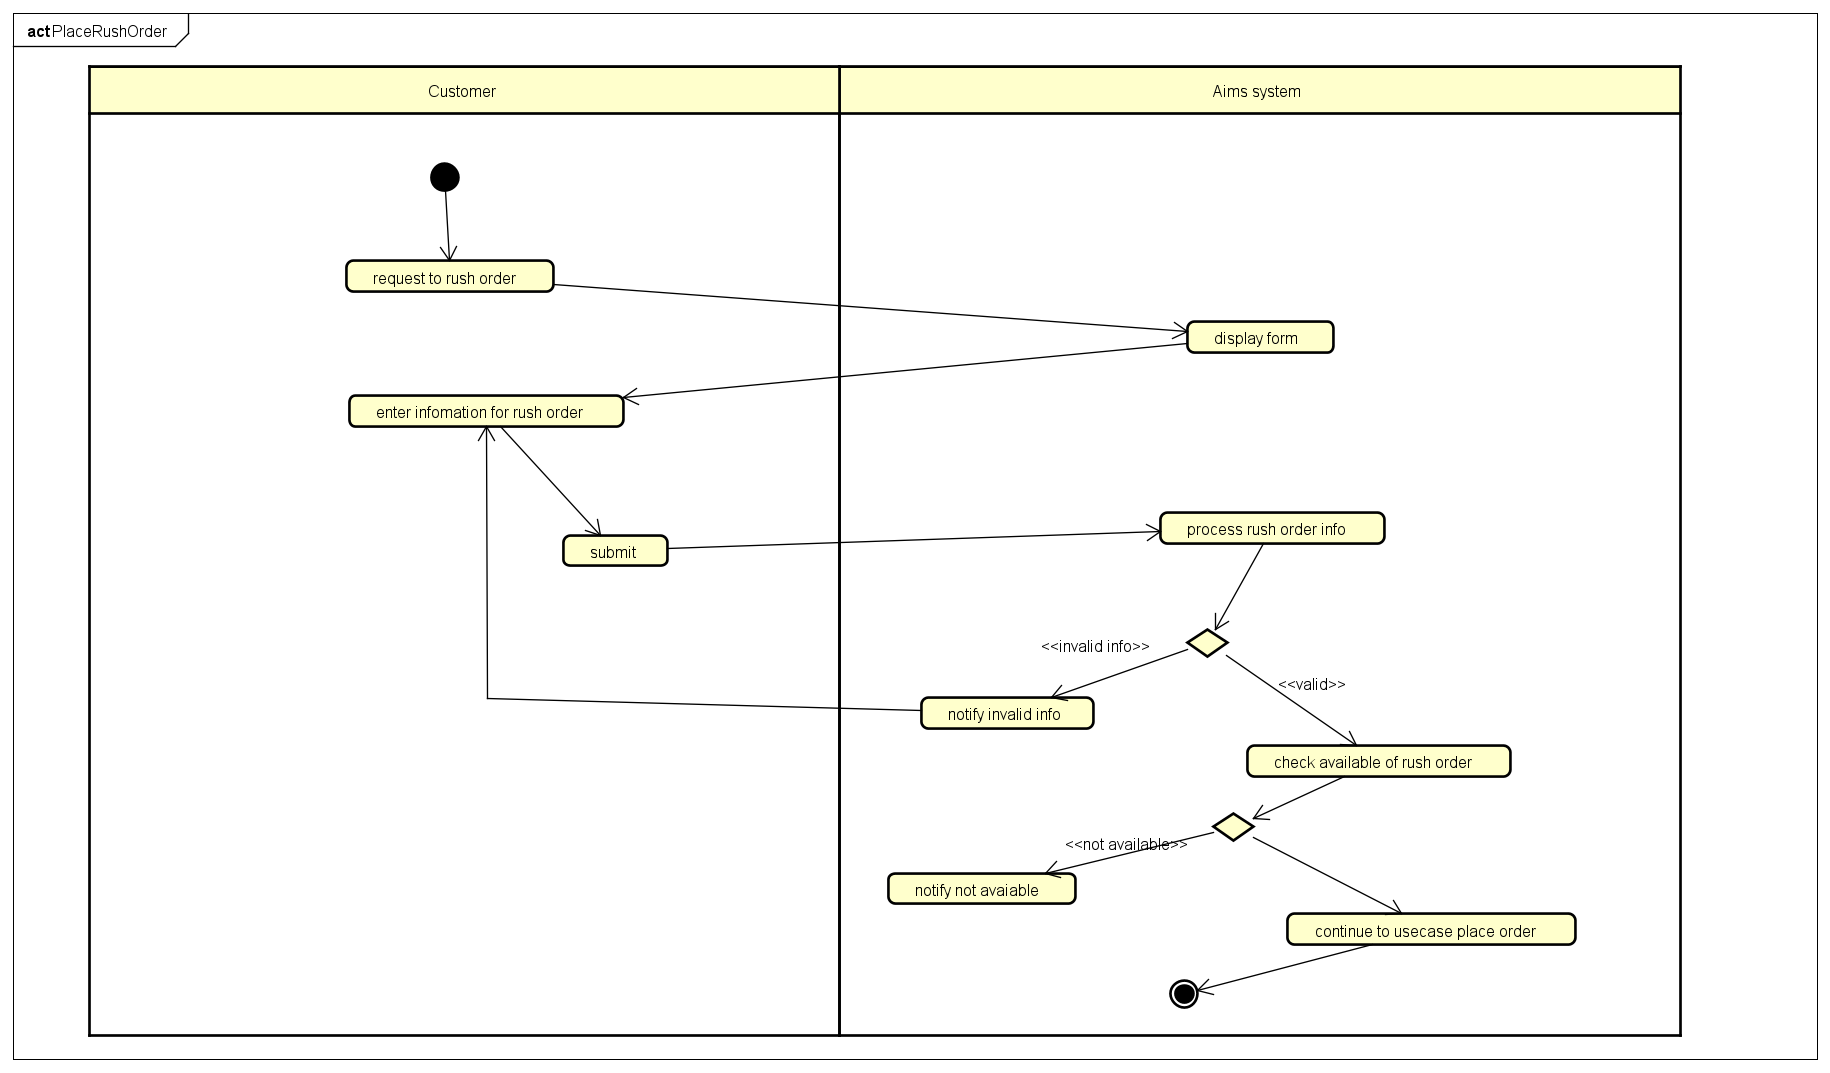 act PlaceRushOrder
Customer
Aims system
request to rush order
display form
enter infomation for rush order
process rush order info
submit
<<invalid info>>
<<valid>>
notify invalid info
check available of rush order
<<not available>>
notify not avaiable
continue to usecase place order